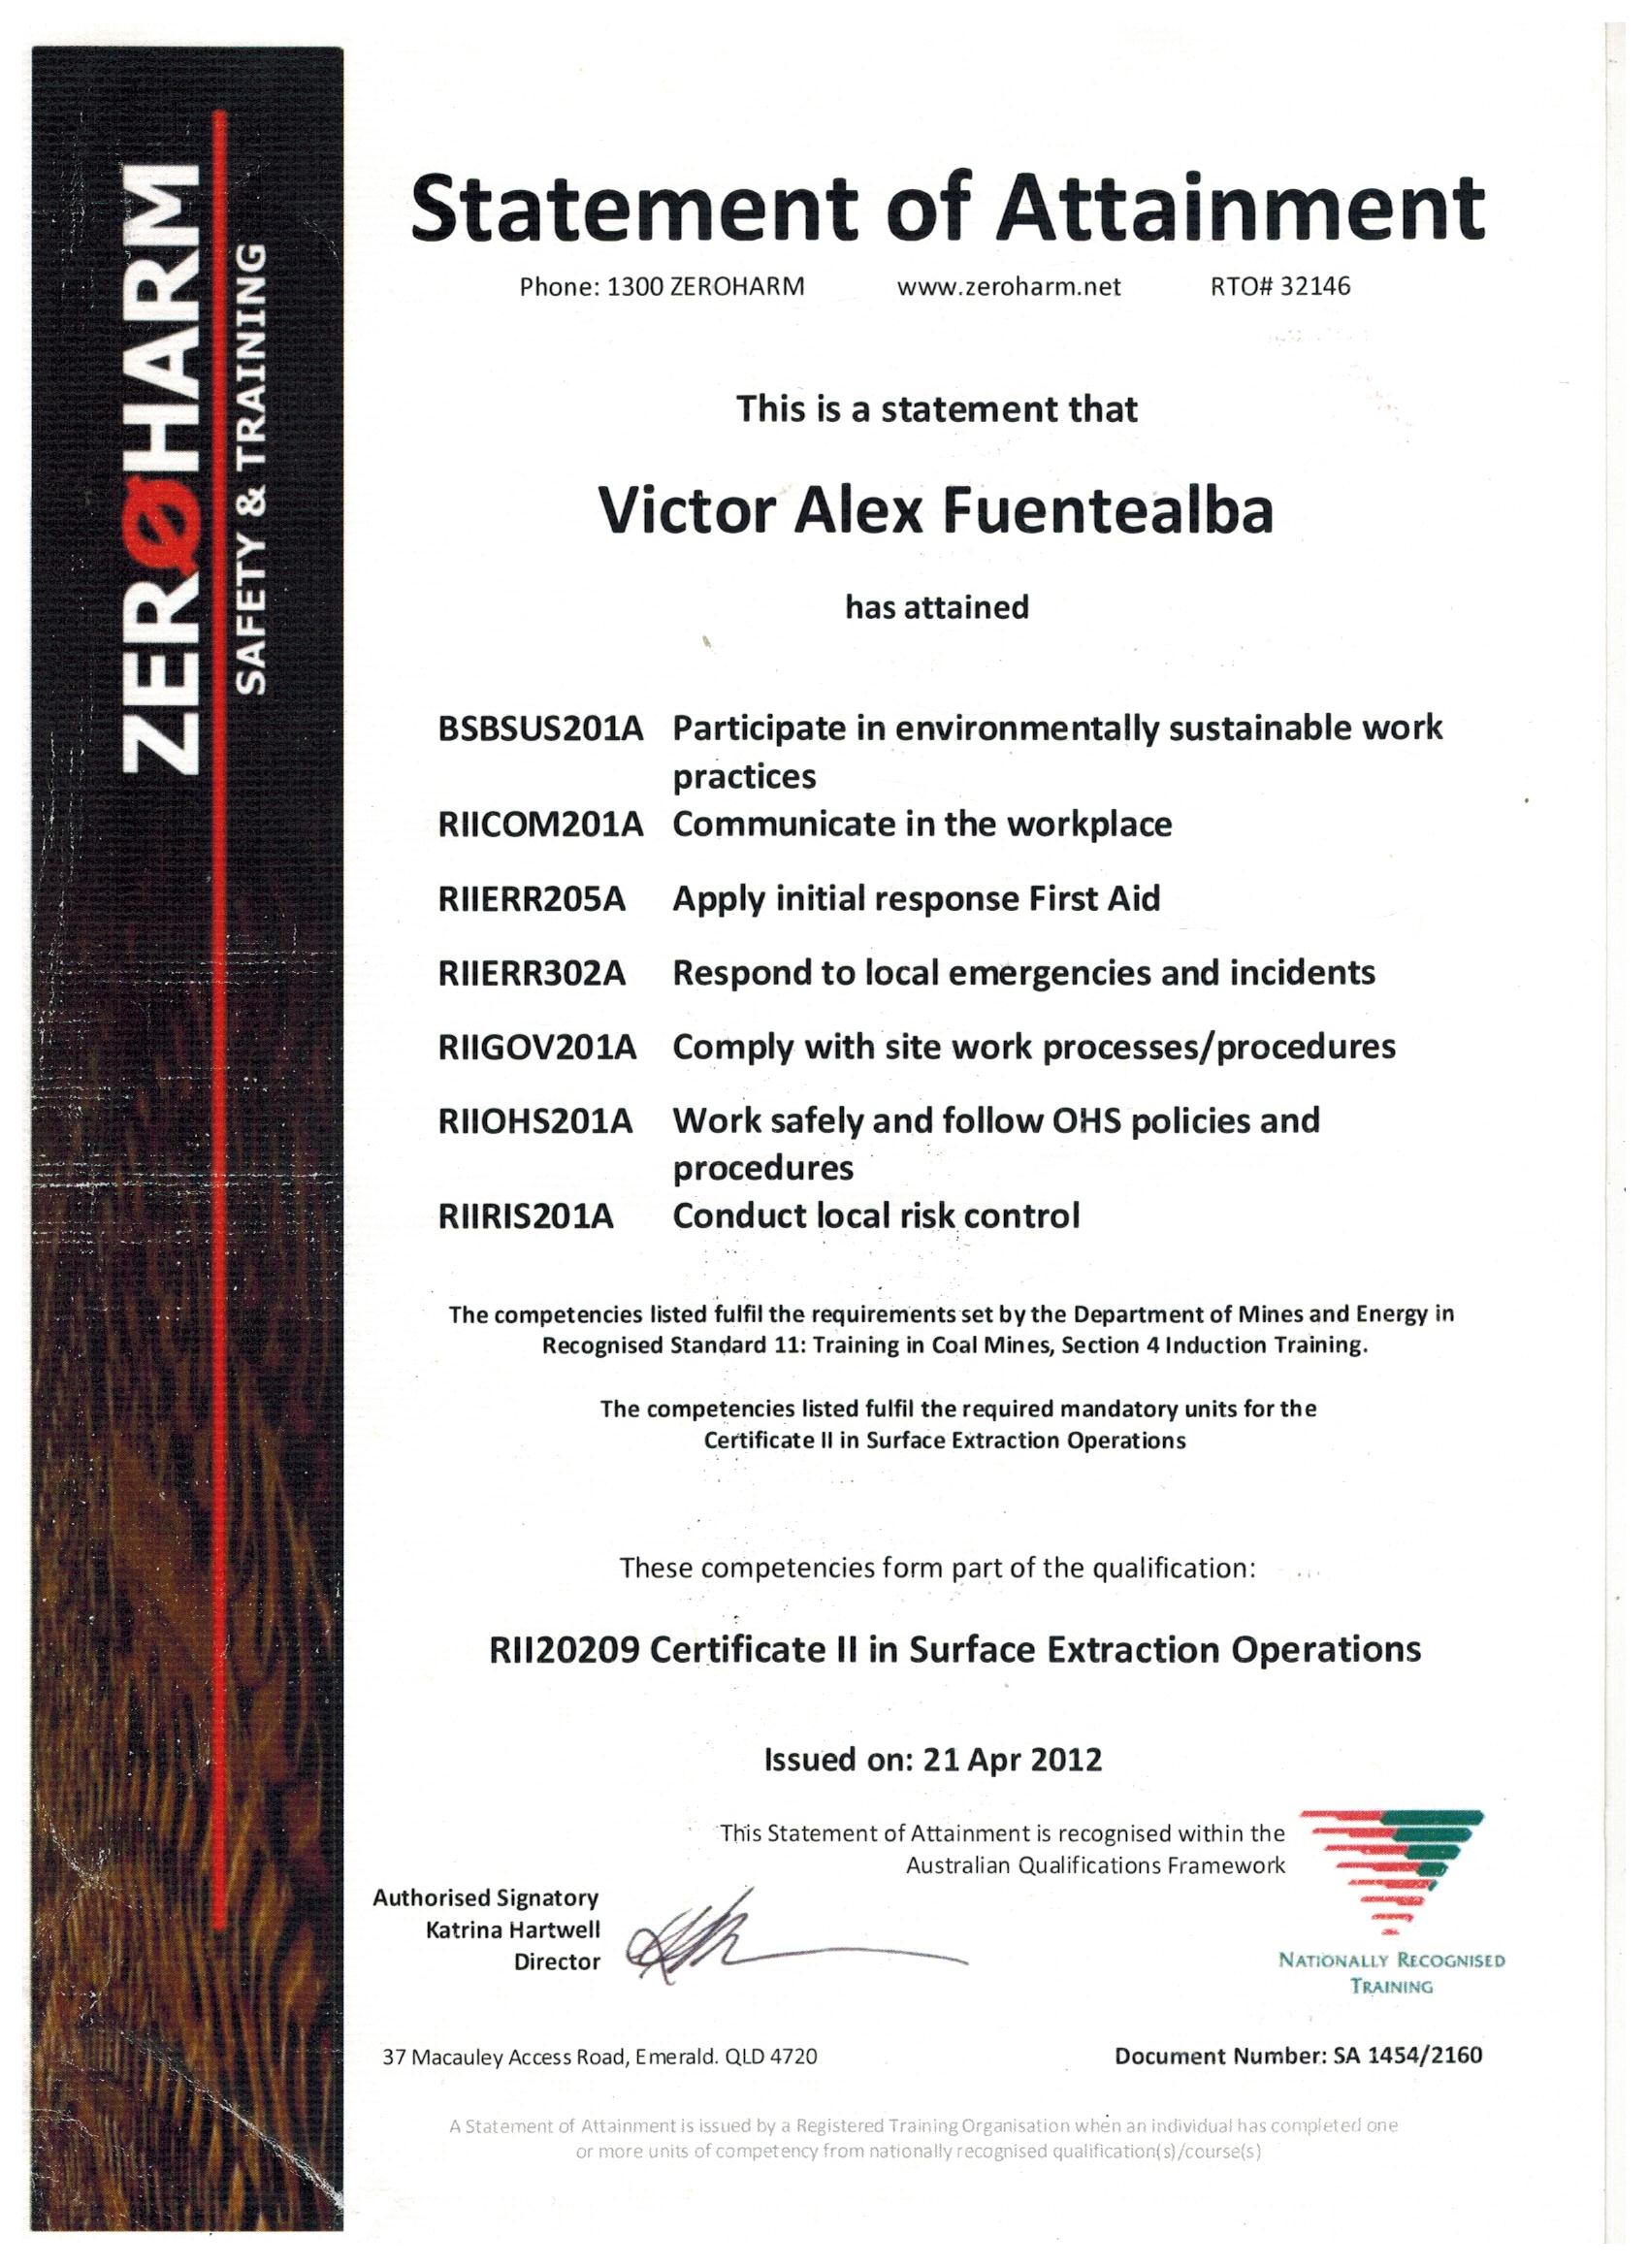 ZERØHARM
SAFETY & TRAINING
Statement of Attainment
Phone: 1300 ZEROHARM www.zeroharm.net RTO# 32146
This is a statement that
Victor Alex Fuentealba
has attained
BSBSUS201A Participate in environmentally sustainable work
practices
RIICOM201A Communicate in the workplace
RIIERR205A Apply initial response First Aid
RIIERR302A Respond to local emergencies and incidents
RIIGOV201A Comply with site work processes/procedures
RIIOHS201A Work safely and follow OHS policies and
procedures
RIIRIS201A Conduct local risk control
The competencies listed fulfil the requirements set by the Department of Mines and Energy in
Recognised Standard 11: Training in Coal Mines, Section 4 Induction Training.
The competencies listed fulfil the required mandatory units for the
Certificate II in Surface Extraction Operations
These competencies form part of the qualification:
RII20209 Certificate II in Surface Extraction Operations
Issued on: 21 Apr 2012
This Statement of Attainment is recognised within the
Australian Qualifications Framework
Authorised Signatory
Katrina Hartwell
Director
NATIONALLY RECOGNISED
TRAINING
37 Macauley Access Road, Emerald. QLD 4720 Document Number: SA 1454/2160
A Statement of Attainment is issued by a Registered Training Organisation when an individual has completed one
or more units of competency from nationally recognised qualification(s)/course(s)